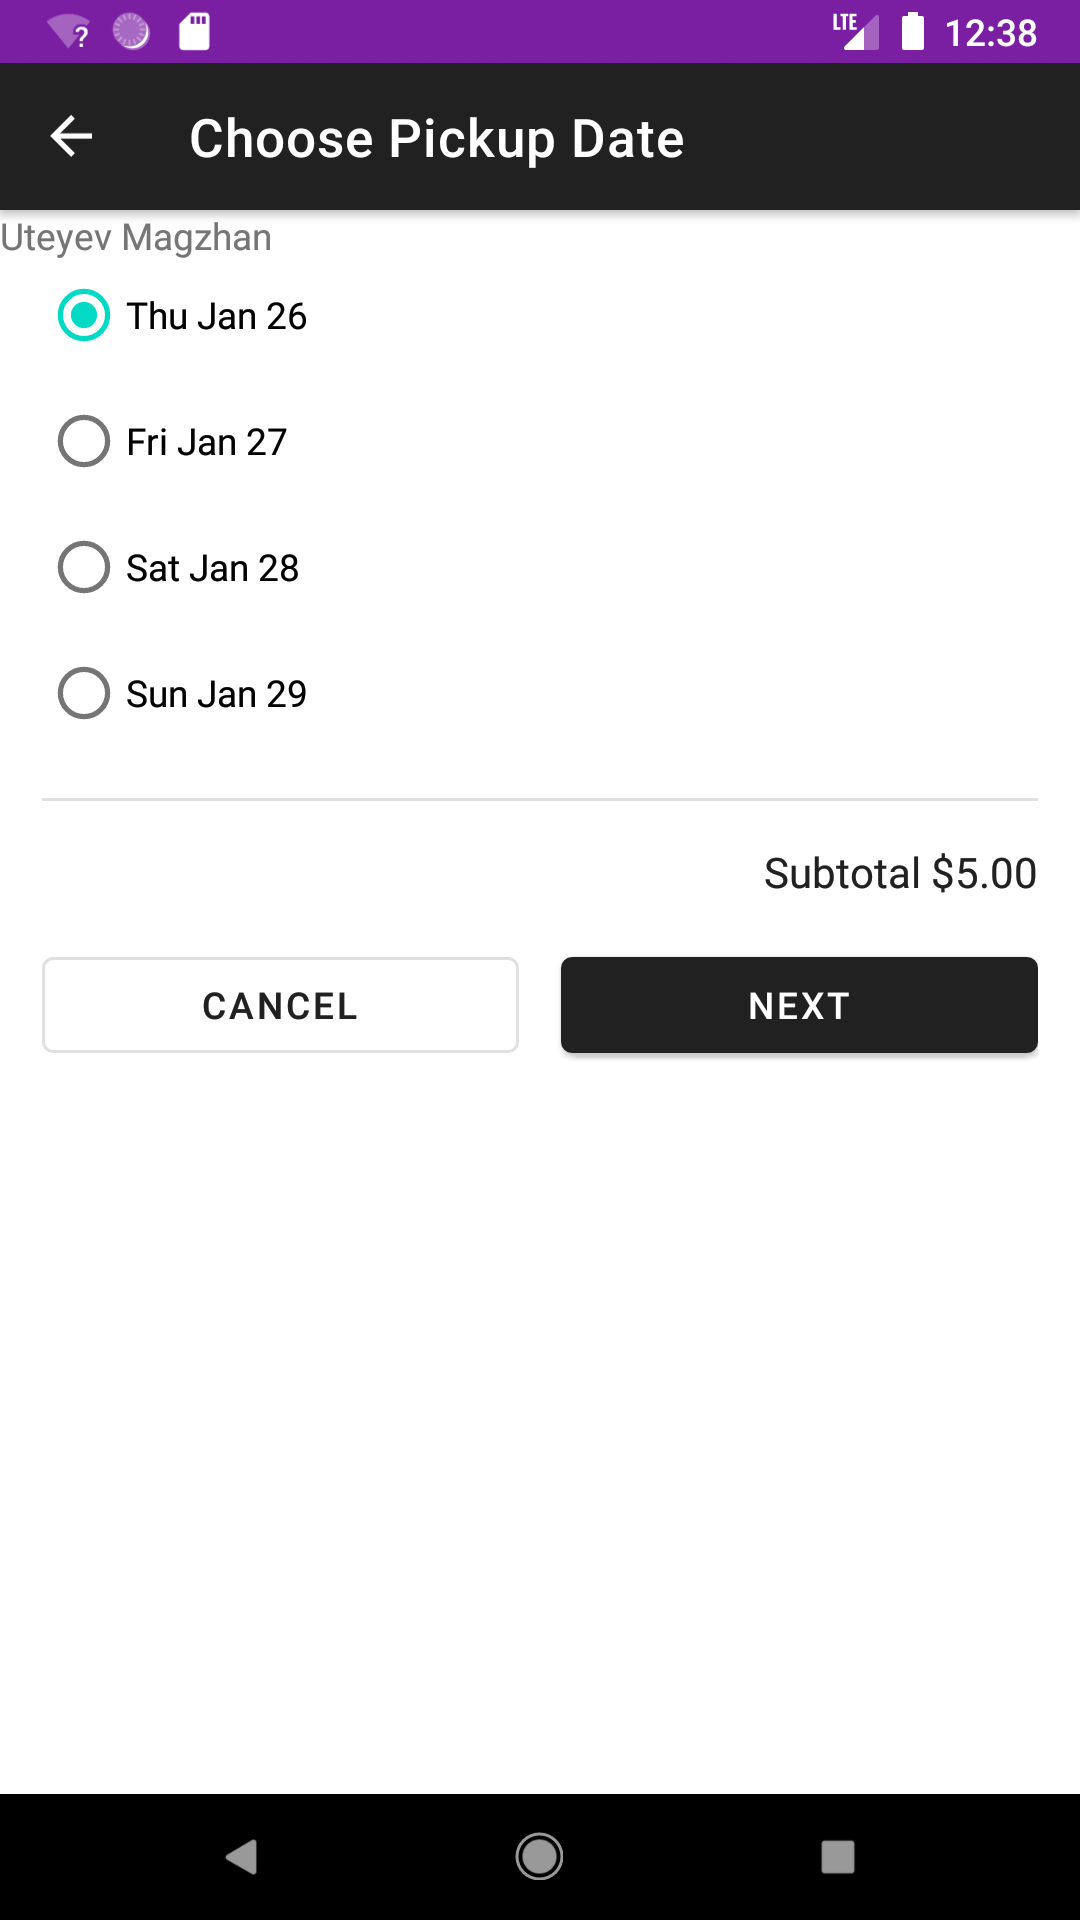 LTE 12:38
Choose Pickup Date
Uteyev Magzhan
Thu Jan 26
Fri Jan 27
Sat Jan 28
Sun Jan 29
Subtotal $5.00
CANCEL NEXT